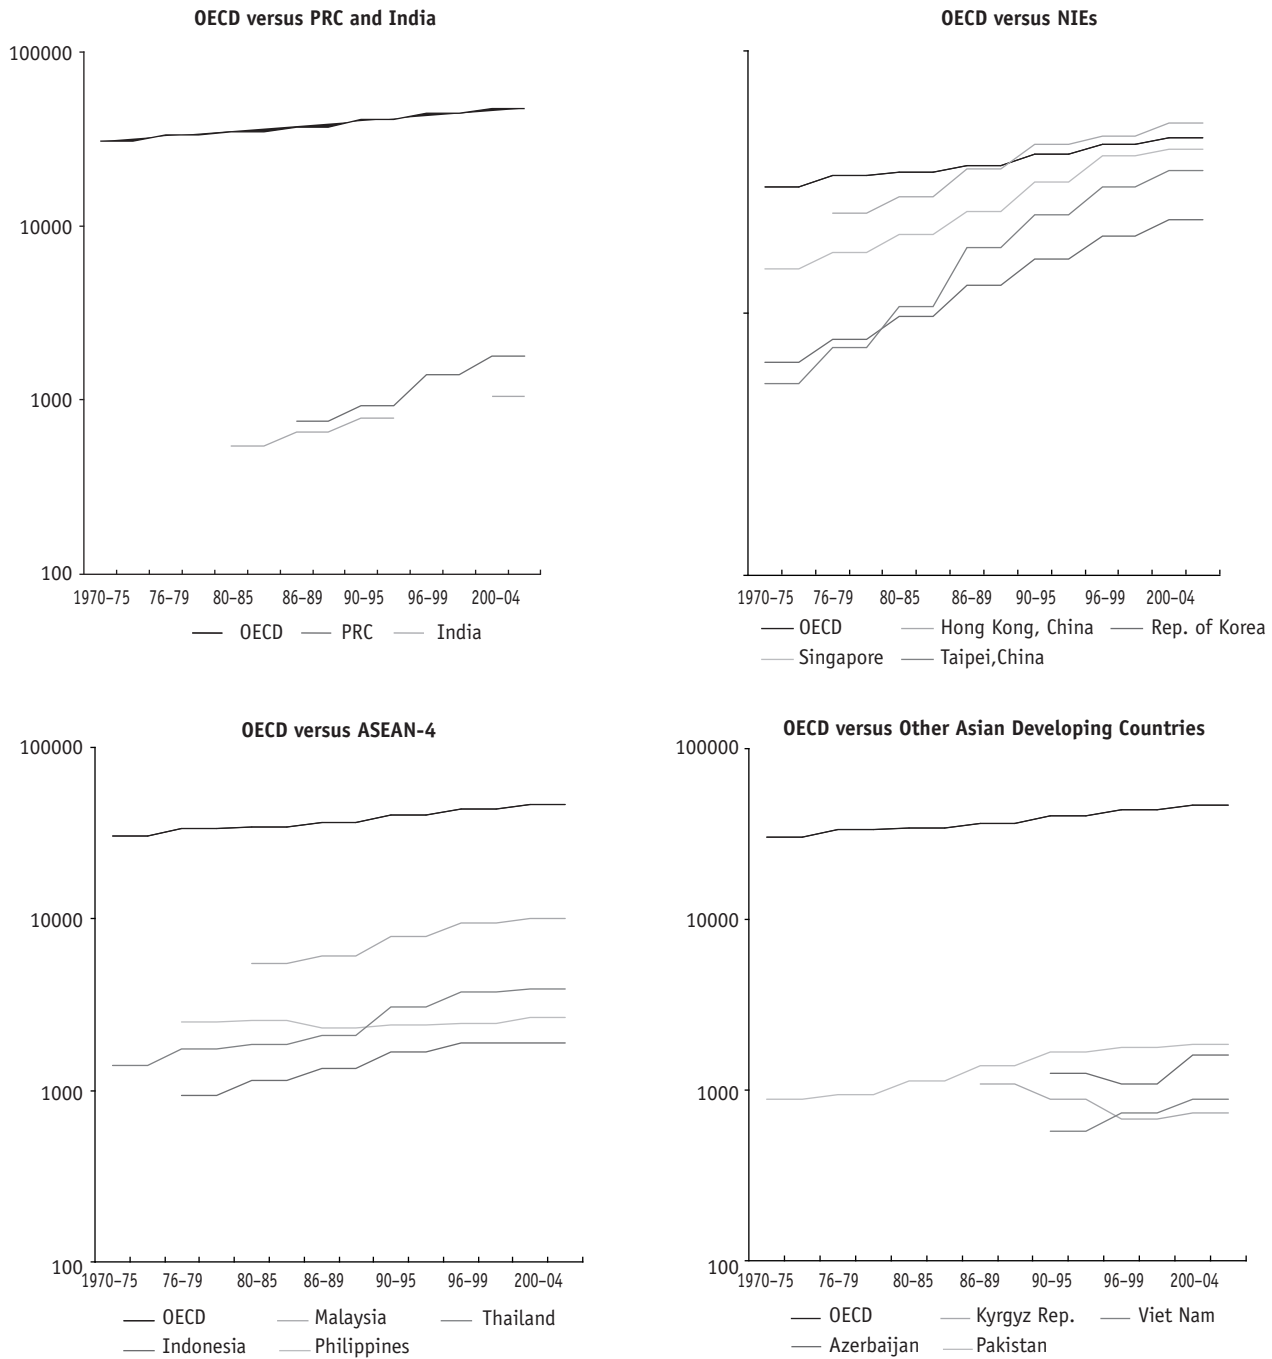 OECD versus PRC and India
100000
10000
1000
100
1970–75 76–79 80–85 86–89 90–95 96–99 200–04
OECD PRC India
OECD versus NIEs
1970–75 76–79 80–85 86–89 90–95 96–99 200–04
OECD Hong Kong, China Rep. of Korea
Singapore Taipei,China
OECD versus ASEAN-4
100000
10000
1000
100
1970–75 76–79 80–85 86–89 90–95 96–99 200–04
OECD Malaysia Thailand
Indonesia Philippines
OECD versus Other Asian Developing Countries
100000
10000
1000
100
1970–75 76–79 80–85 86–89 90–95 96–99 200–04
OECD Kyrgyz Rep. Viet Nam
Azerbaijan Pakistan